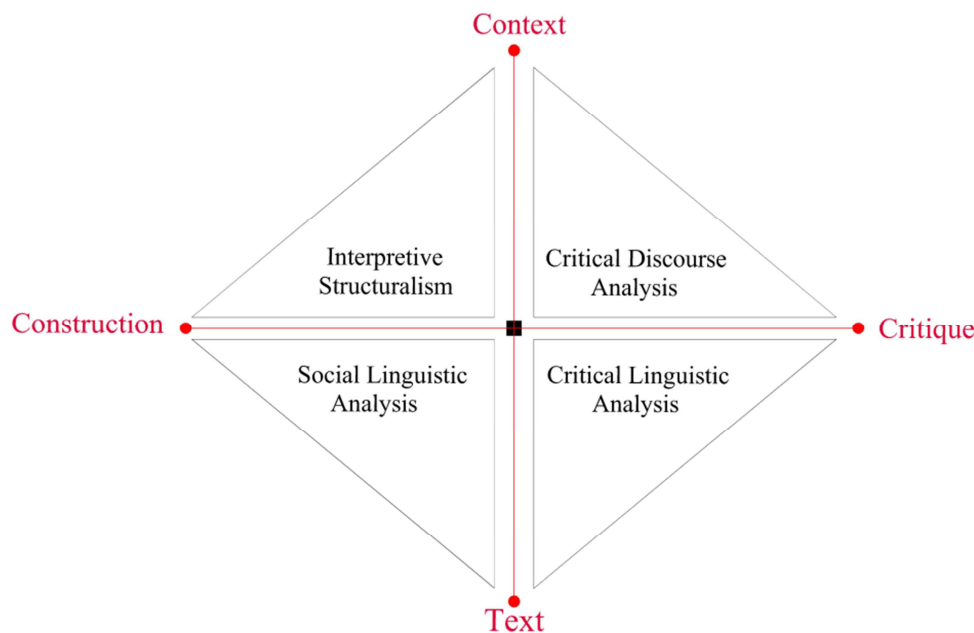 Context
Interpretive
Structuralism
Critical Discourse
Analysis
Construction
Critique
Social Linguistic
Analysis
Critical Linguistic
Analysis
Text